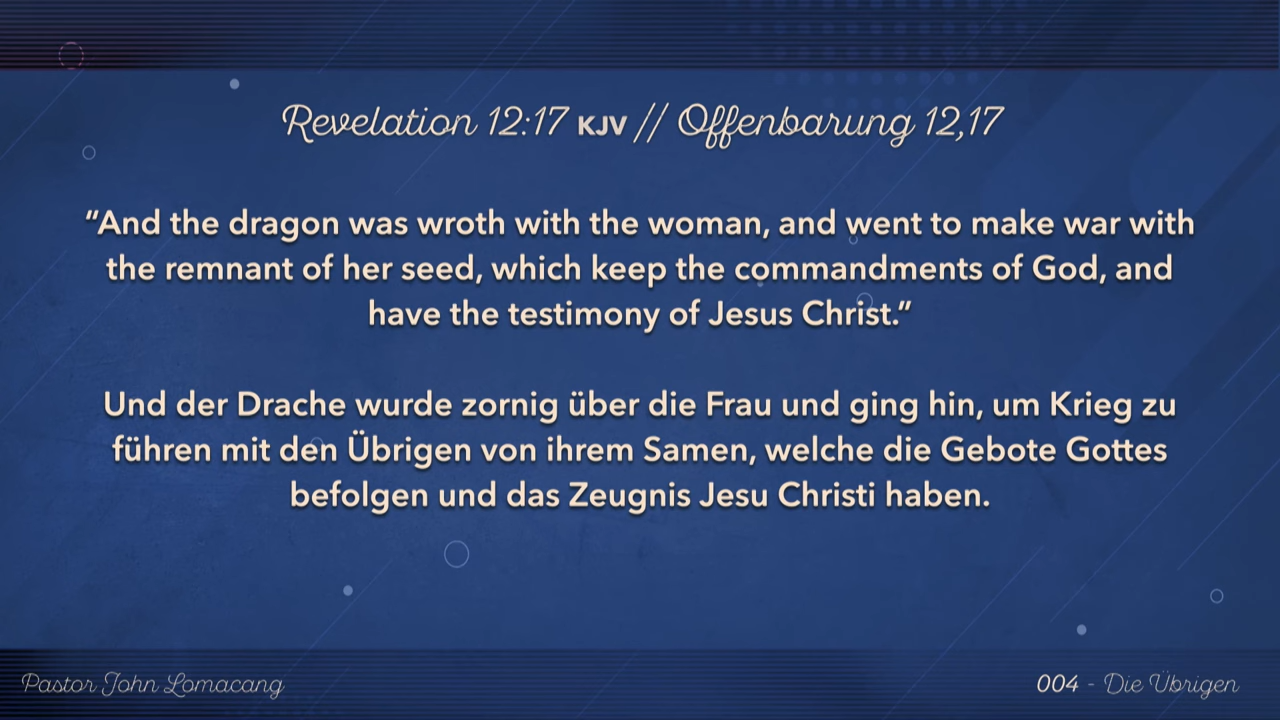 Revelation 12:17 KJV // Offenbarung 12,17
“And the dragon was wroth with the woman, and went to make war with
the remnant of her seed, which keep the commandments of God, and
have the testimony of Jesus Christ.”
Und der Drache wurde zornig über die Frau und ging hin, um Krieg zu
führen mit den Übrigen von ihrem Samen, welche die Gebote Gottes
befolgen und das Zeugnis Jesu Christi haben.
Pastor John Lomacang
004 - Die Übrigen